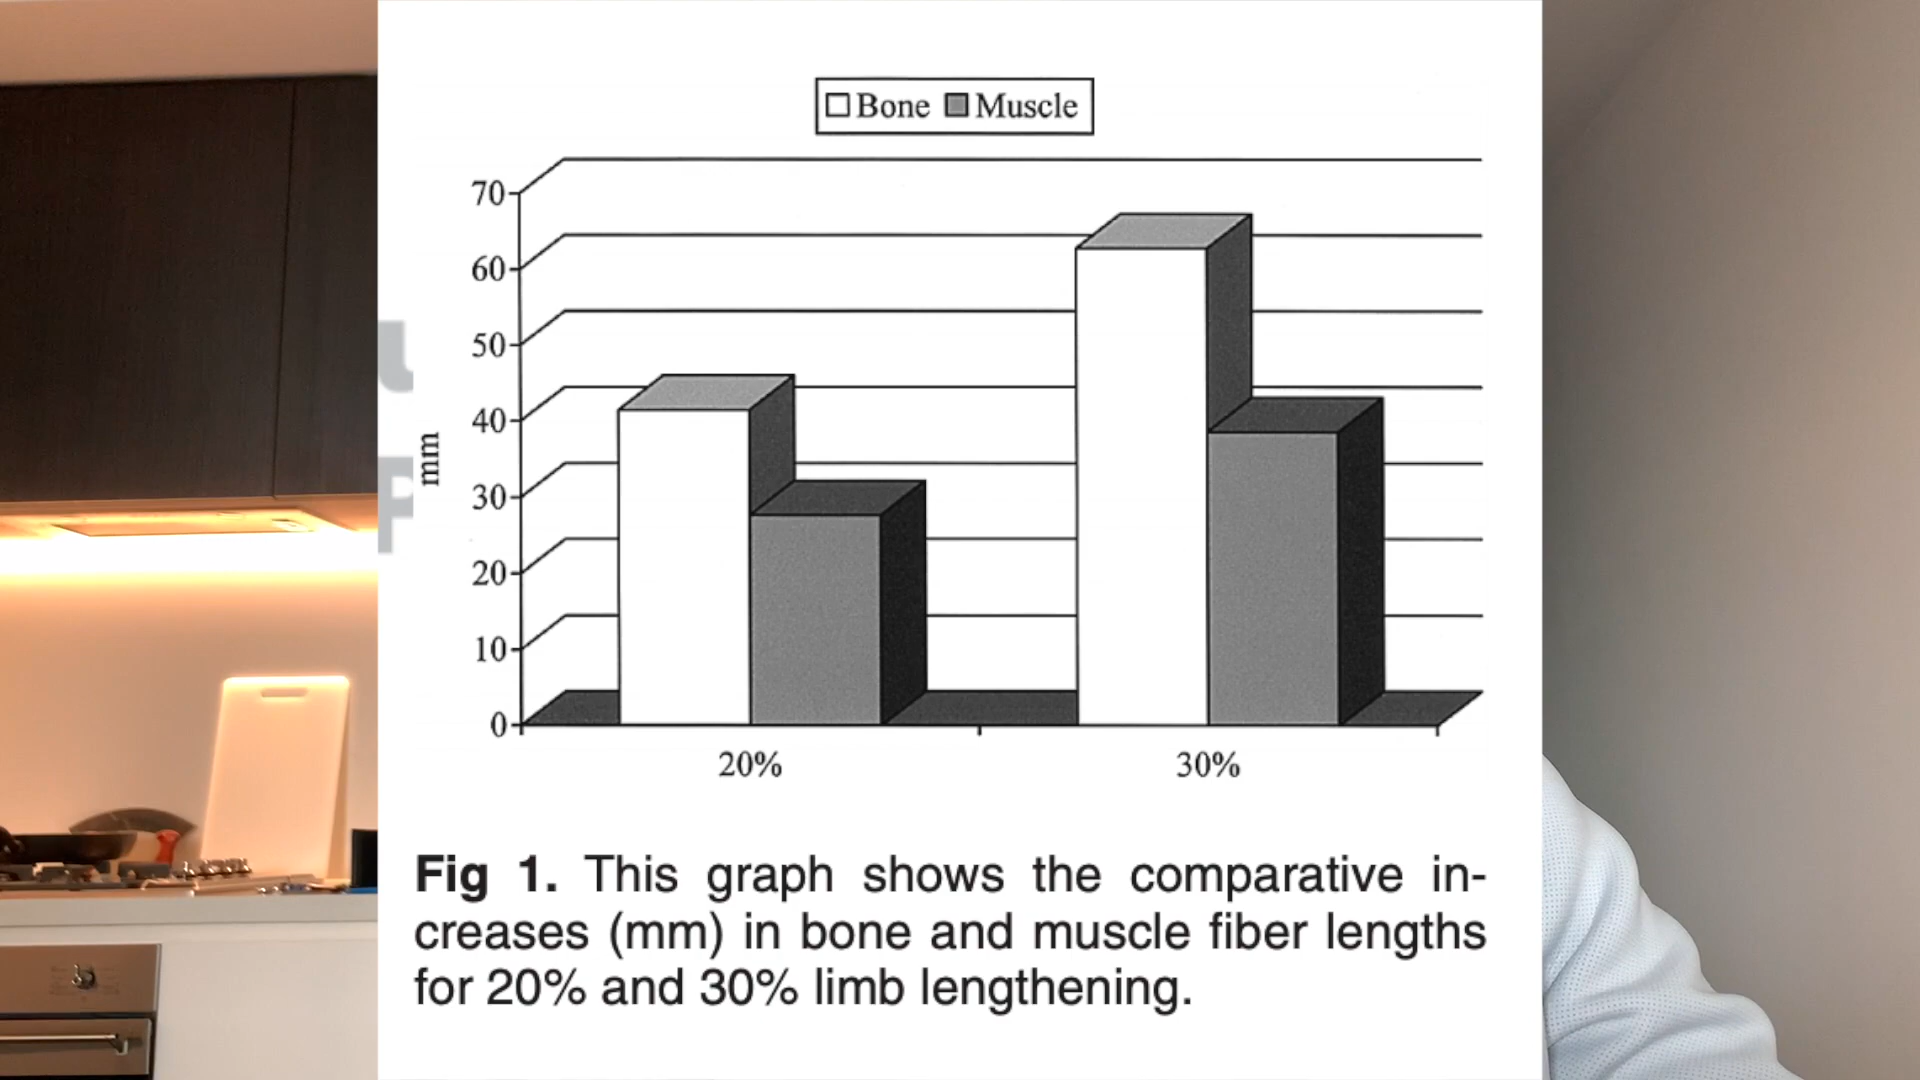 Bone Muscle
70
60
50
40
30
20
10
0
mm
20% 30%
Fig 1. This graph shows the comparative in-
creases (mm) in bone and muscle fiber lengths
for 20% and 30% limb lengthening.